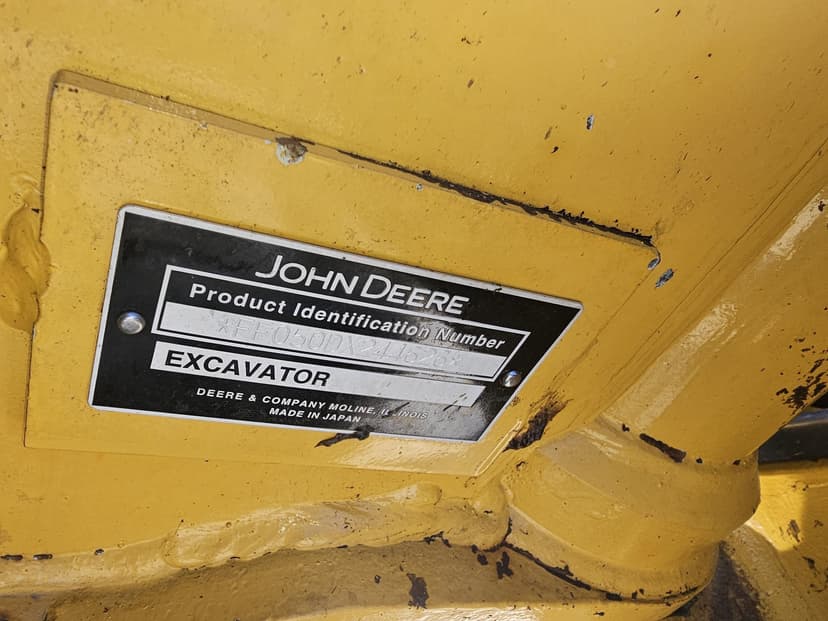 JOHN DEERE
Product Identification Number
EXCAVATOR
DEERE & COMPANY MOLINE, ILLINOIS
MADE IN JAPAN